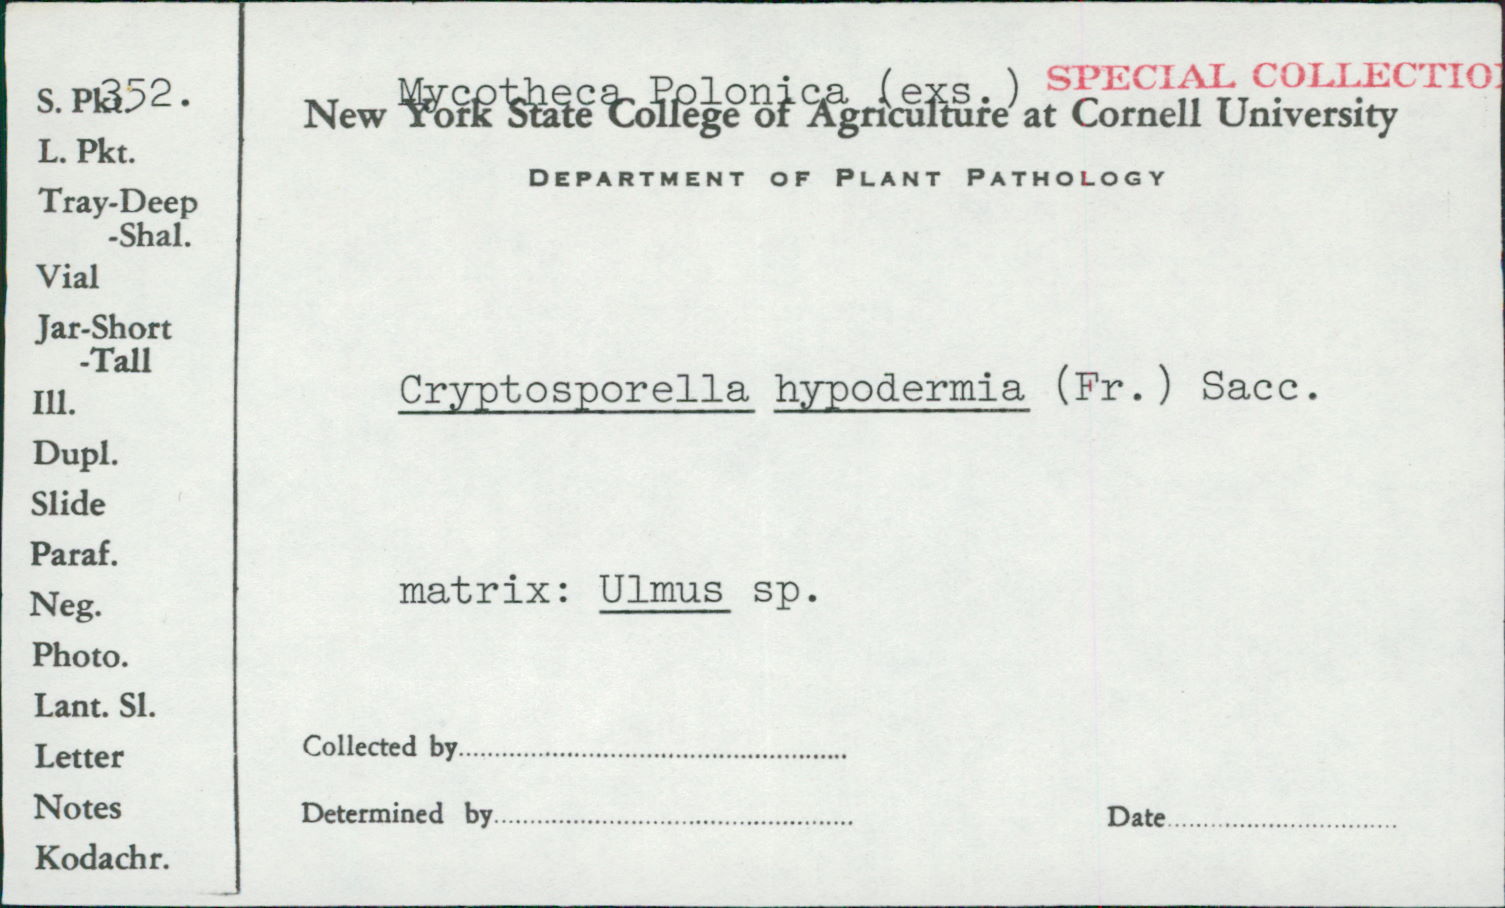 352.
S. Pkt.
L. Pkt.
Tray-Deep
-Shal.
Vial
Jar-Short
-Tall
Ill.
Dupl.
Slide
Paraf.
Neg.
Photo.
Lant. Sl.
Letter
Notes
Kodachr.
Mycotheca Polonica (exs.) SPECIAL COLLECTIO
New York State College of Agriculture at Cornell University
DEPARTMENT OF PLANT PATHOLOGY
Cryptosporella hypodermia (Fr.) Sacc.
matrix: Ulmus sp.
Collected by
Determined by
Date